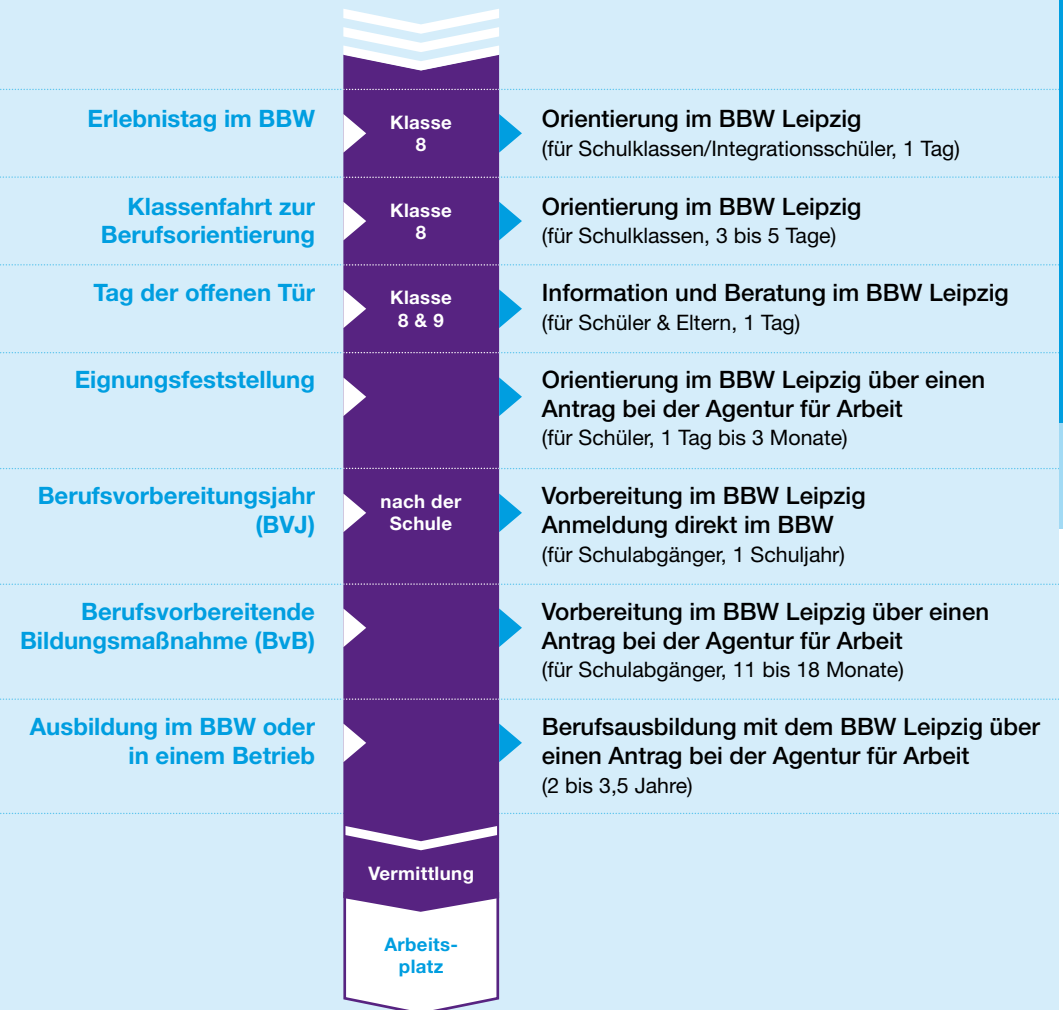 Erlebnistag im BBW
Klasse
8
Orientierung im BBW Leipzig
(für Schulklassen/Integrationsschüler, 1 Tag)
Klassenfahrt zur
Berufsorientierung
Klasse
8
Orientierung im BBW Leipzig
(für Schulklassen, 3 bis 5 Tage)
Tag der offenen Tür
Klasse
8 & 9
Information und Beratung im BBW Leipzig
(für Schüler & Eltern, 1 Tag)
Eignungsfeststellung
Orientierung im BBW Leipzig über einen
Antrag bei der Agentur für Arbeit
(für Schüler, 1 Tag bis 3 Monate)
Berufsvorbereitungsjahr
(BVJ)
nach der
Schule
Vorbereitung im BBW Leipzig
Anmeldung direkt im BBW
(für Schulabgänger, 1 Schuljahr)
Berufsvorbereitende
Bildungsmaßnahme (BvB)
Vorbereitung im BBW Leipzig über einen
Antrag bei der Agentur für Arbeit
(für Schulabgänger, 11 bis 18 Monate)
Ausbildung im BBW oder
in einem Betrieb
Berufsausbildung mit dem BBW Leipzig über
einen Antrag bei der Agentur für Arbeit
(2 bis 3,5 Jahre)
Vermittlung
Arbeits-
platz